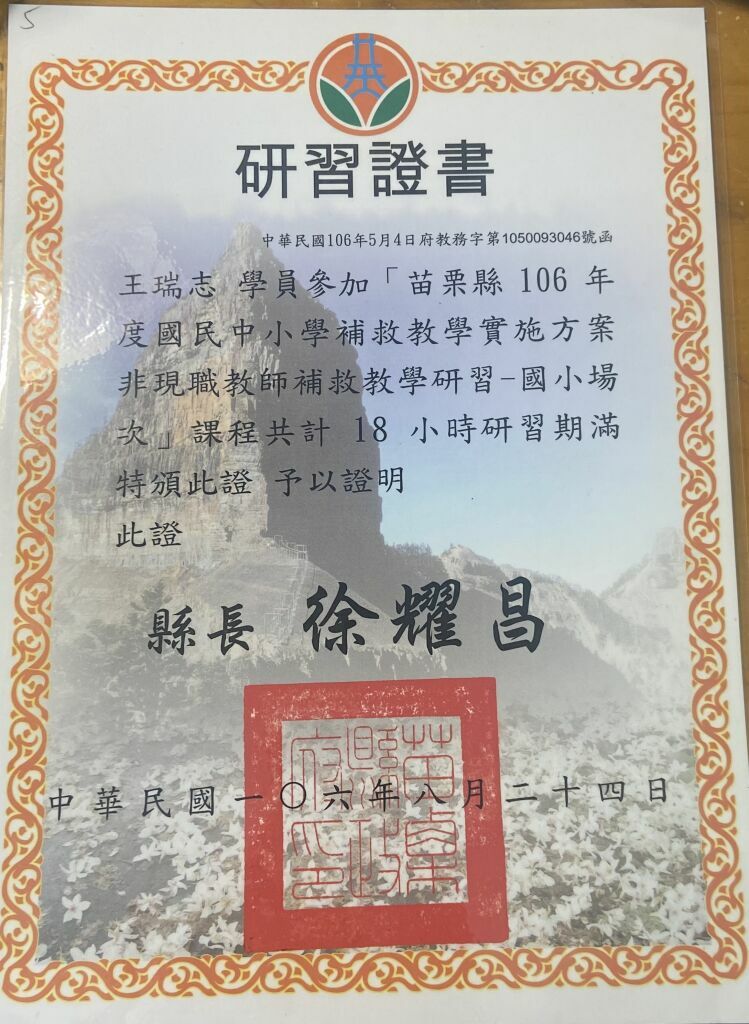 5
研習證書
中華民國106年5月4日府教務字第1050093046號函
王瑞志 學員參加「苗栗縣 106 年
度國民中小學補救教學實施方案
非現職教師補救教學研習-國小場
次」課程共計 18 小時研習期滿
特頒此證 予以證明
此證
縣長 徐耀昌
苗栗縣政府印
中華民國一〇六年八月二十四日